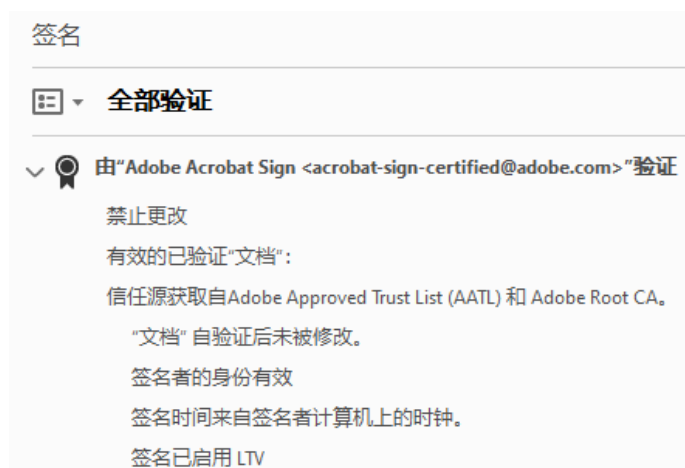 签名
全部验证
由“Adobe Acrobat Sign <acrobat-sign-certified@adobe.com>”验证
禁止更改
有效的已验证“文档”：
信任源获取自Adobe Approved Trust List (AATL) 和 Adobe Root CA。
“文档” 自验证后未被修改。
签名者的身份有效
签名时间来自签名者计算机上的时钟。
签名已启用 LTV